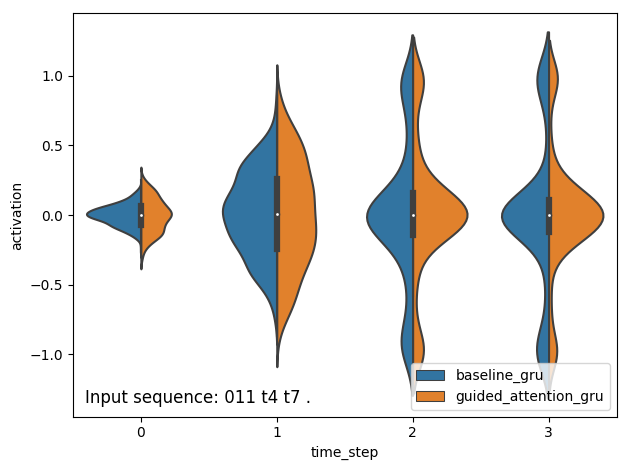 1.0
0.5
0.0
−0.5
−1.0
activation
Input sequence: 011 t4 t7 .
baseline_gru
guided_attention_gru
0 1 2 3
time_step